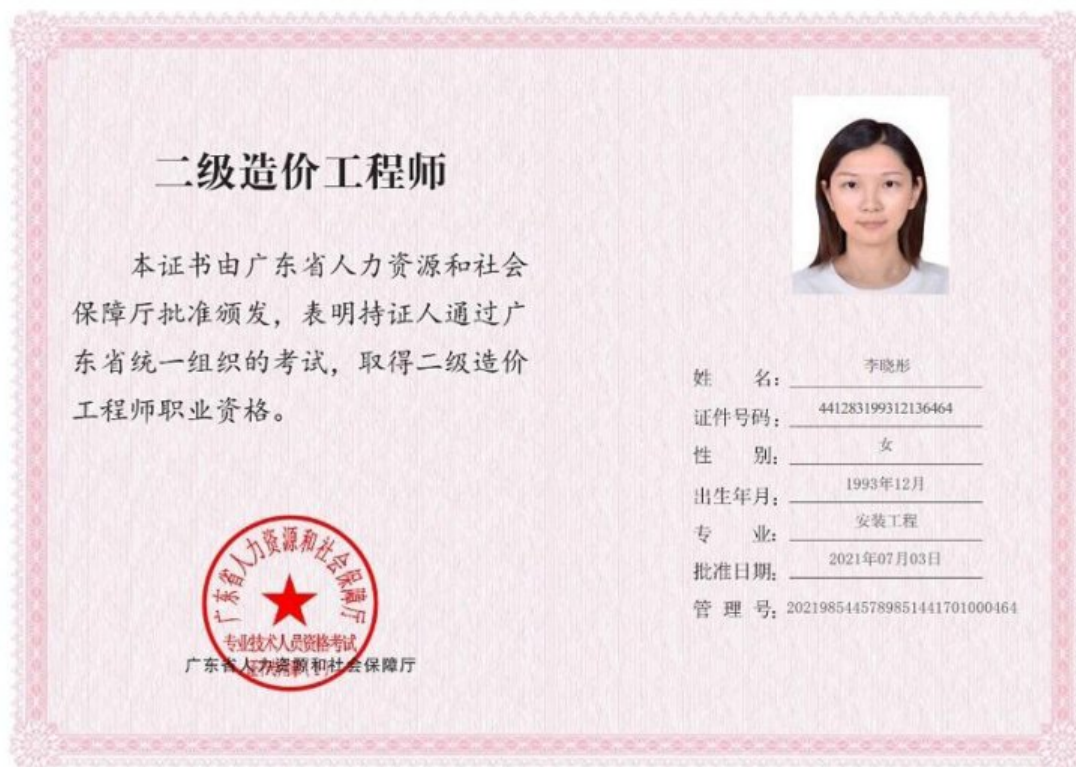 二级造价工程师
本证书由广东省人力资源和社会
保障厅批准颁发，表明持证人通过广
东省统一组织的考试，取得二级造价
工程师职业资格。
广东省人力资源和社会保障厅
专业技术人员资格考试
广东省人力资源和社会保障厅
姓 名：李晓彤
证件号码：441283199312136464
性 别：女
出生年月：1993年12月
专 业：安装工程
批准日期：2021年07月03日
管 理 号：2021985445789851441701000464